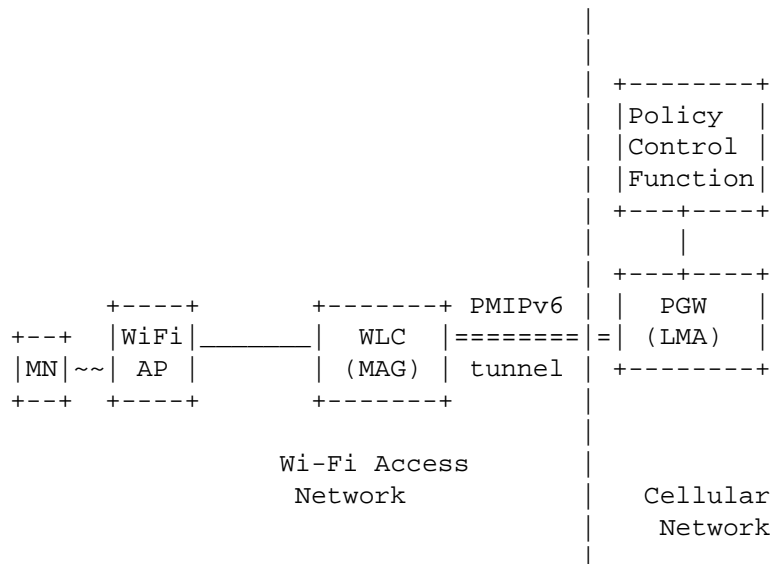 Policy
Control
Function
PMIPv6
PGW
WiFi
WLC
(LMA)
MN
~~
AP
(MAG)
tunnel
Wi-Fi Access
Network
Cellular
Network